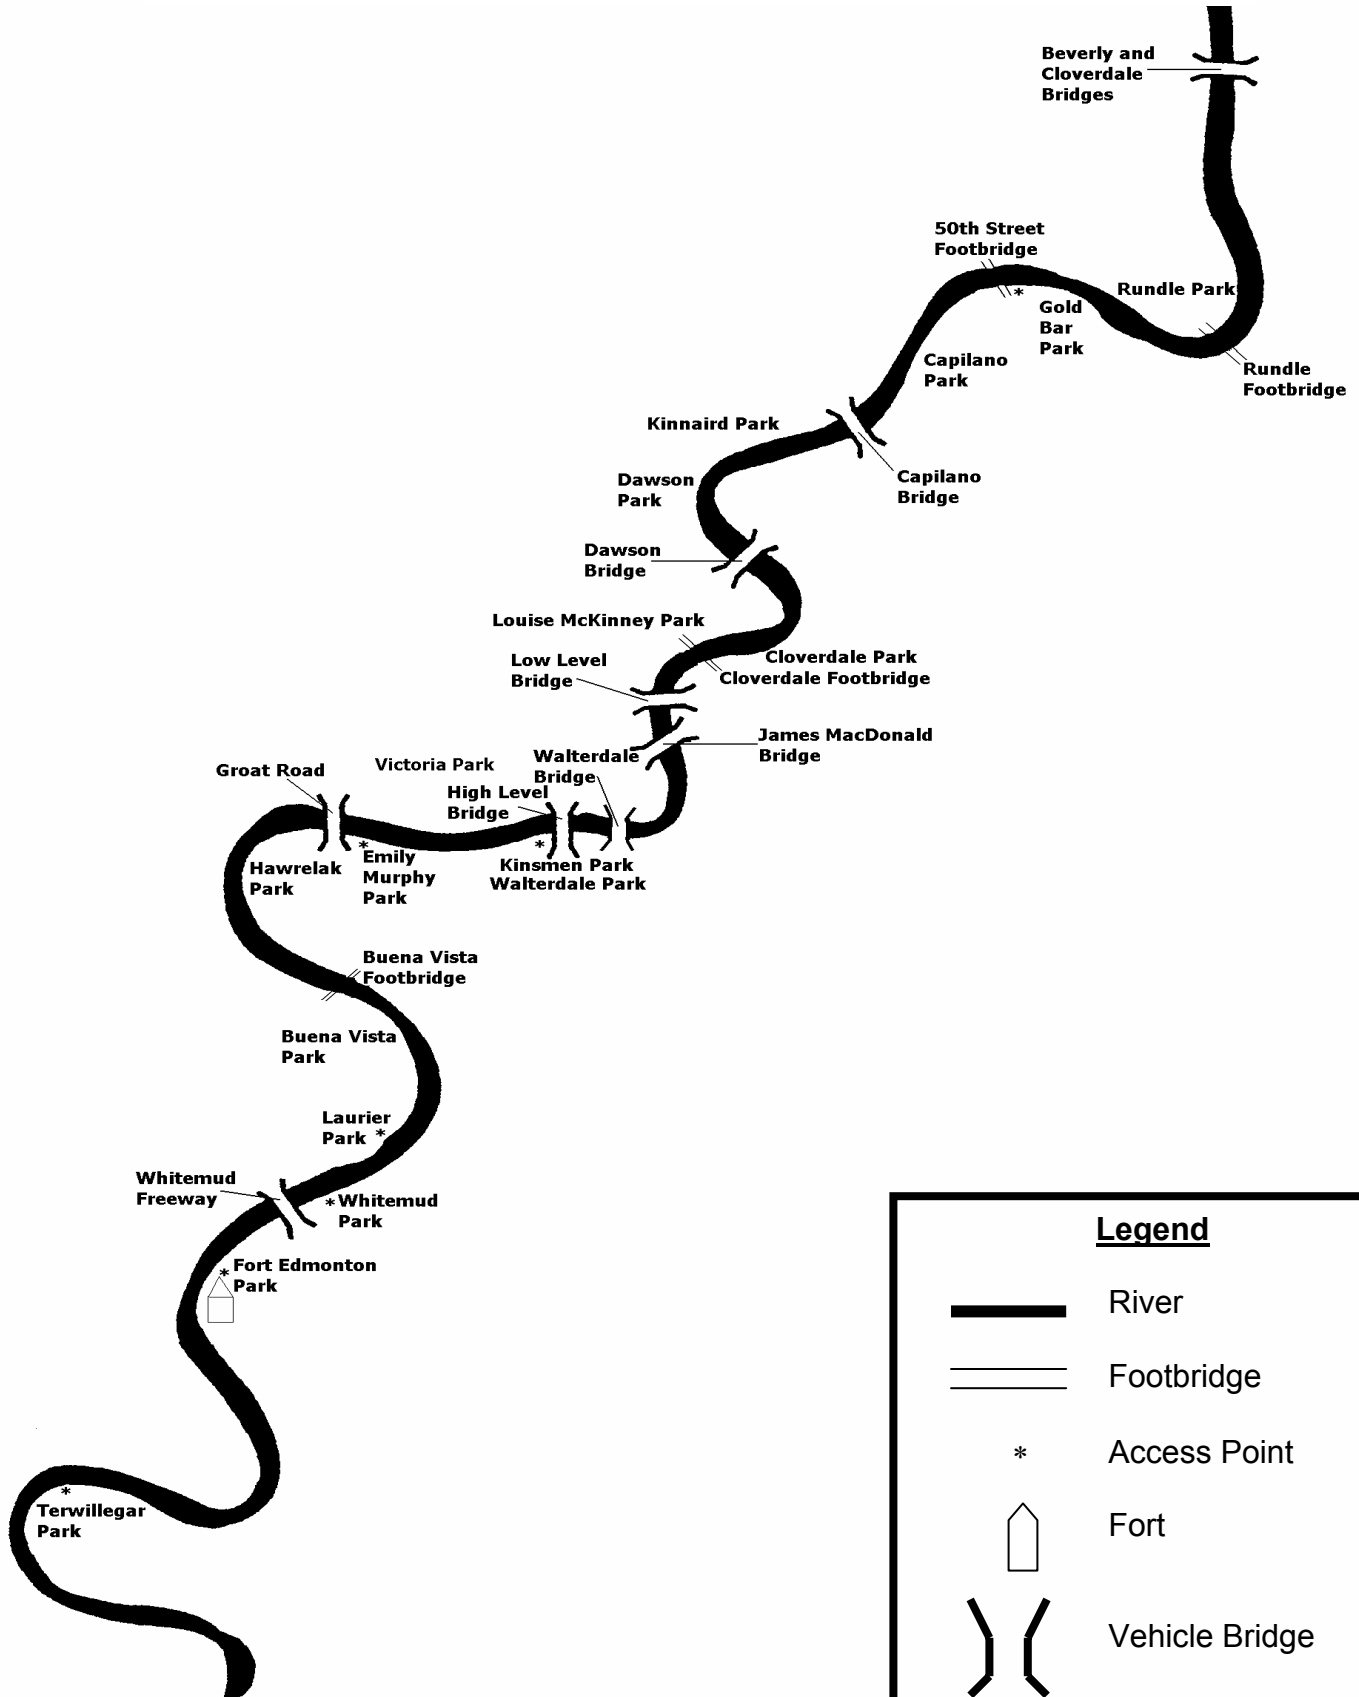 Beverly and
Cloverdale
Bridges
50th Street
Footbridge
Rundle Park
*
Gold
Bar
Park
Capilano
Park
Rundle
Footbridge
Kinnaird Park
Capilano
Bridge
Dawson
Park
Dawson
Bridge
Louise McKinney Park
Cloverdale Park
Cloverdale Footbridge
Low Level
Bridge
James MacDonald
Bridge
Walterdale
Bridge
Victoria Park
Groat Road
High Level
Bridge
*
*
Emily
Murphy
Park
Hawrelak
Park
Kinsmen Park
Walterdale Park
Buena Vista
Footbridge
Buena Vista
Park
Laurier
Park *
Whitemud
Freeway
* Whitemud
Park
* Fort Edmonton
Park
*
Terwillegar
Park
Legend
River
Footbridge
* Access Point
Fort
Vehicle Bridge